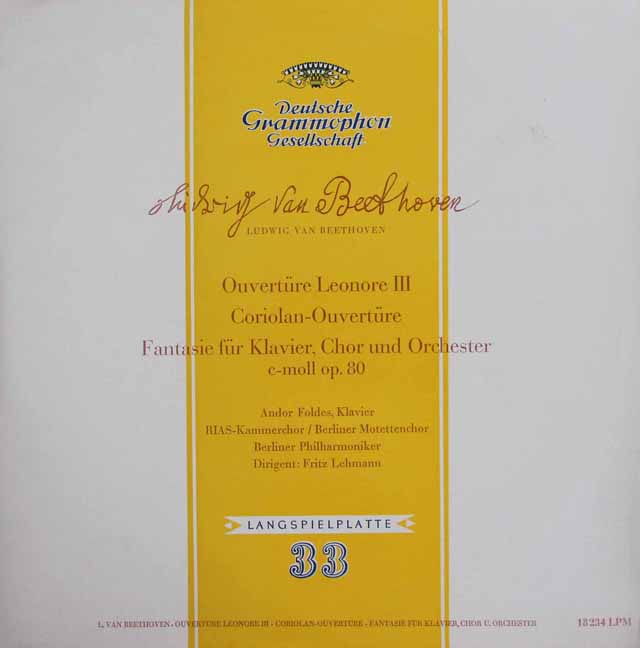 Deutsche
Grammophon
Gesellschaft
Ludwig van Beethoven
LUDWIG VAN BEETHOVEN
Ouvertüre Leonore III
Coriolan-Ouvertüre
Fantasie für Klavier, Chor und Orchester
c-moll op. 80
Andor Foldes, Klavier
RIAS-Kammerchor / Berliner Motettenchor
Berliner Philharmoniker
Dirigent: Fritz Lehmann
LANGSPIELPLATTE
33
L. VAN BEETHOVEN · OUVERTÜRE LEONORE III · CORIOLAN-OUVERTÜRE · FANTASIE FÜR KLAVIER, CHOR U. ORCHESTER 18234 LPM